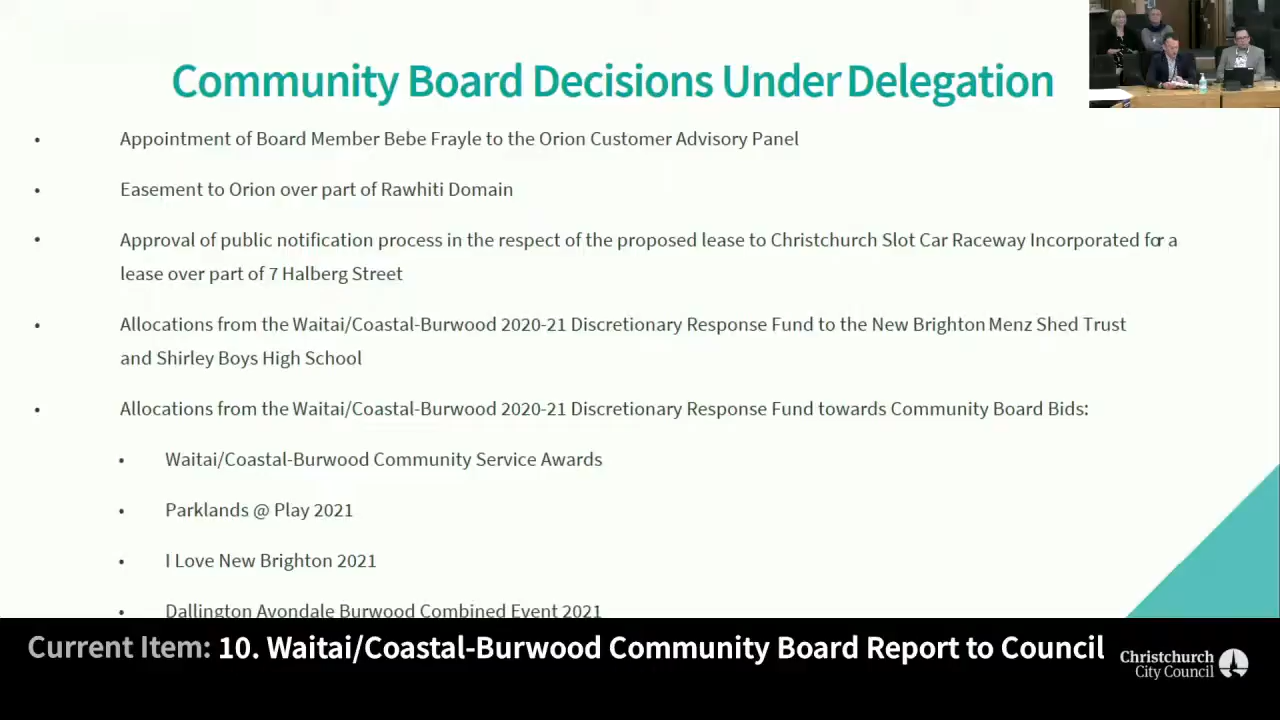 Community Board Decisions Under Delegation
• Appointment of Board Member Bebe Frayle to the Orion Customer Advisory Panel
• Easement to Orion over part of Rawhiti Domain
• Approval of public notification process in the respect of the proposed lease to Christchurch Slot Car Raceway Incorporated for a
lease over part of 7 Halberg Street
• Allocations from the Waitai/Coastal-Burwood 2020-21 Discretionary Response Fund to the New Brighton Menz Shed Trust
and Shirley Boys High School
• Allocations from the Waitai/Coastal-Burwood 2020-21 Discretionary Response Fund towards Community Board Bids:
• Waitai/Coastal-Burwood Community Service Awards
• Parklands @ Play 2021
• I Love New Brighton 2021
• Dallington Avondale Burwood Combined Event 2021
Current Item: 10. Waitai/Coastal-Burwood Community Board Report to Council
Christchurch
City Council